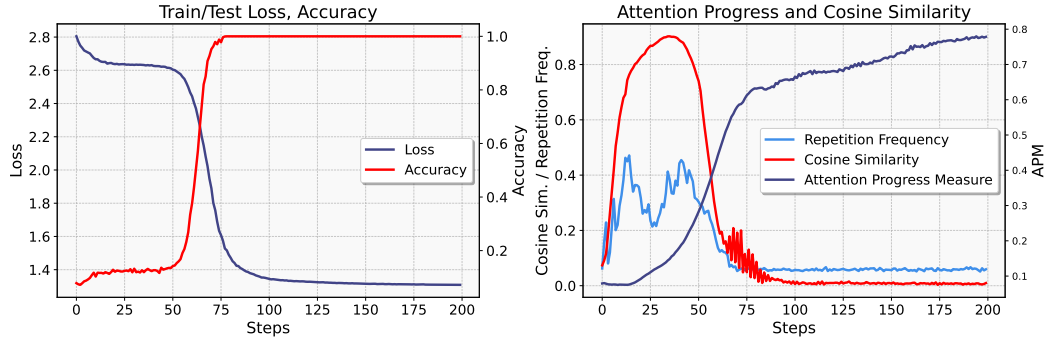 Train/Test Loss, Accuracy
2.8
2.6
2.4
2.2
2.0
1.8
1.6
1.4
Loss
0 25 50 75 100 125 150 175 200
Steps
1.0
0.8
0.6
0.4
0.2
Accuracy
Loss
Accuracy
Attention Progress and Cosine Similarity
0.8
0.6
0.4
0.2
0.0
Cosine Sim. / Repetition Freq.
0 25 50 75 100 125 150 175 200
Steps
0.8
0.7
0.6
0.5
0.4
0.3
0.2
0.1
APM
Repetition Frequency
Cosine Similarity
Attention Progress Measure